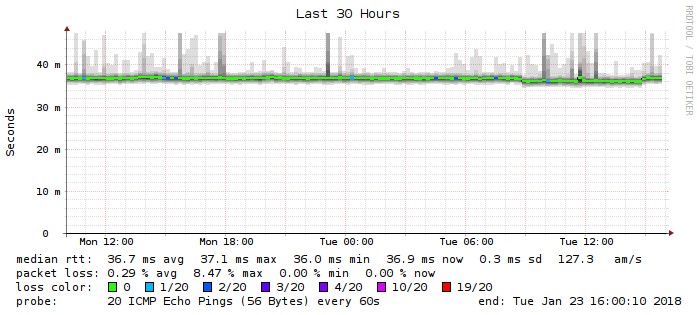 Last 30 Hours
RRDTOOL / TOBI OETIKER
Seconds
40 m
30 m
20 m
10 m
0
Mon 12:00 Mon 18:00 Tue 00:00 Tue 06:00 Tue 12:00
median rtt: 36.7 ms avg 37.1 ms max 36.0 ms min 36.9 ms now 0.3 ms sd 127.3 am/s
packet loss: 0.29 % avg 8.47 % max 0.00 % min 0.00 % now
loss color: 0 1/20 2/20 3/20 4/20 10/20 19/20
probe: 20 ICMP Echo Pings (56 Bytes) every 60s end: Tue Jan 23 16:00:10 2018